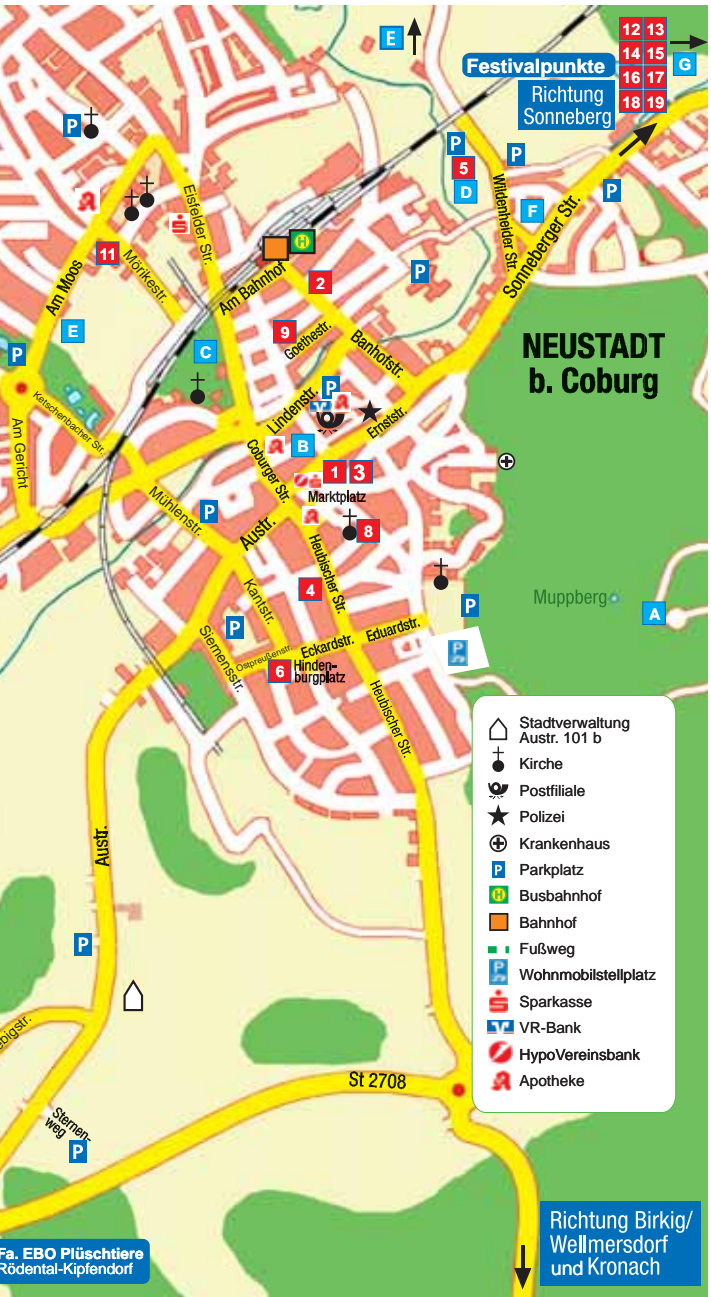 E
12 13
14 15
G
16 17
18 19
Festivalpunkte
Richtung
Sonneberg
P
P
5
D
P
P
F
Wildenheider Str.
Sonneberger Str.
Eisfelder Str.
H
Am Bahnhof
2
P
11
Mörikestr.
Am Moos
E
P
C
9
Goethestr.
Banhofstr.
NEUSTADT
b. Coburg
Ketschenbacher Str.
Am Gericht
Lindenstr.
P
Ernststr.
B
Coburger Str.
1 3
Marktplatz
Mühlenstr.
P
Austr.
8
Heubischer Str.
4
Kantstr.
Siemensstr.
P
P
Muppberg
A
Ostpreußenstr.
Eckardstr.
Eduardstr.
P
6
Hinden-
burgplatz
Heubischer Str.
Stadtverwaltung
Austr. 101 b
Kirche
Postfiliale
Polizei
Krankenhaus
P Parkplatz
H Busbahnhof
Bahnhof
Fußweg
P Wohnmobilstellplatz
Sparkasse
VR-Bank
HypoVereinsbank
Apotheke
Austr.
P
St 2708
Sternen-
weg
P
Fa. EBO Plüschtiere
Rödental-Kipfendorf
Richtung Birkig/
Wellmersdorf
und Kronach